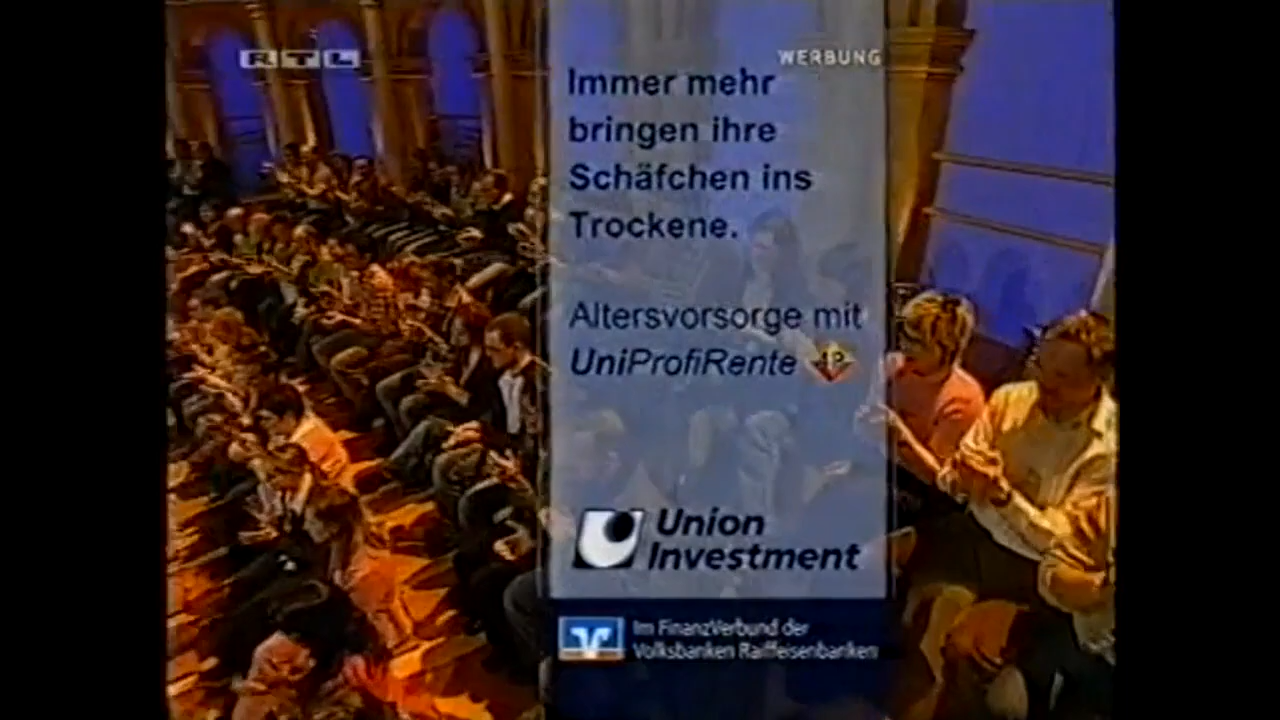 RTL
WERBUNG
Immer mehr
bringen ihre
Schäfchen ins
Trockene.
Altersvorsorge mit
UniProfiRente 4P
Union
Investment
Im FinanzVerbund der
Volksbanken Raiffeisenbanken